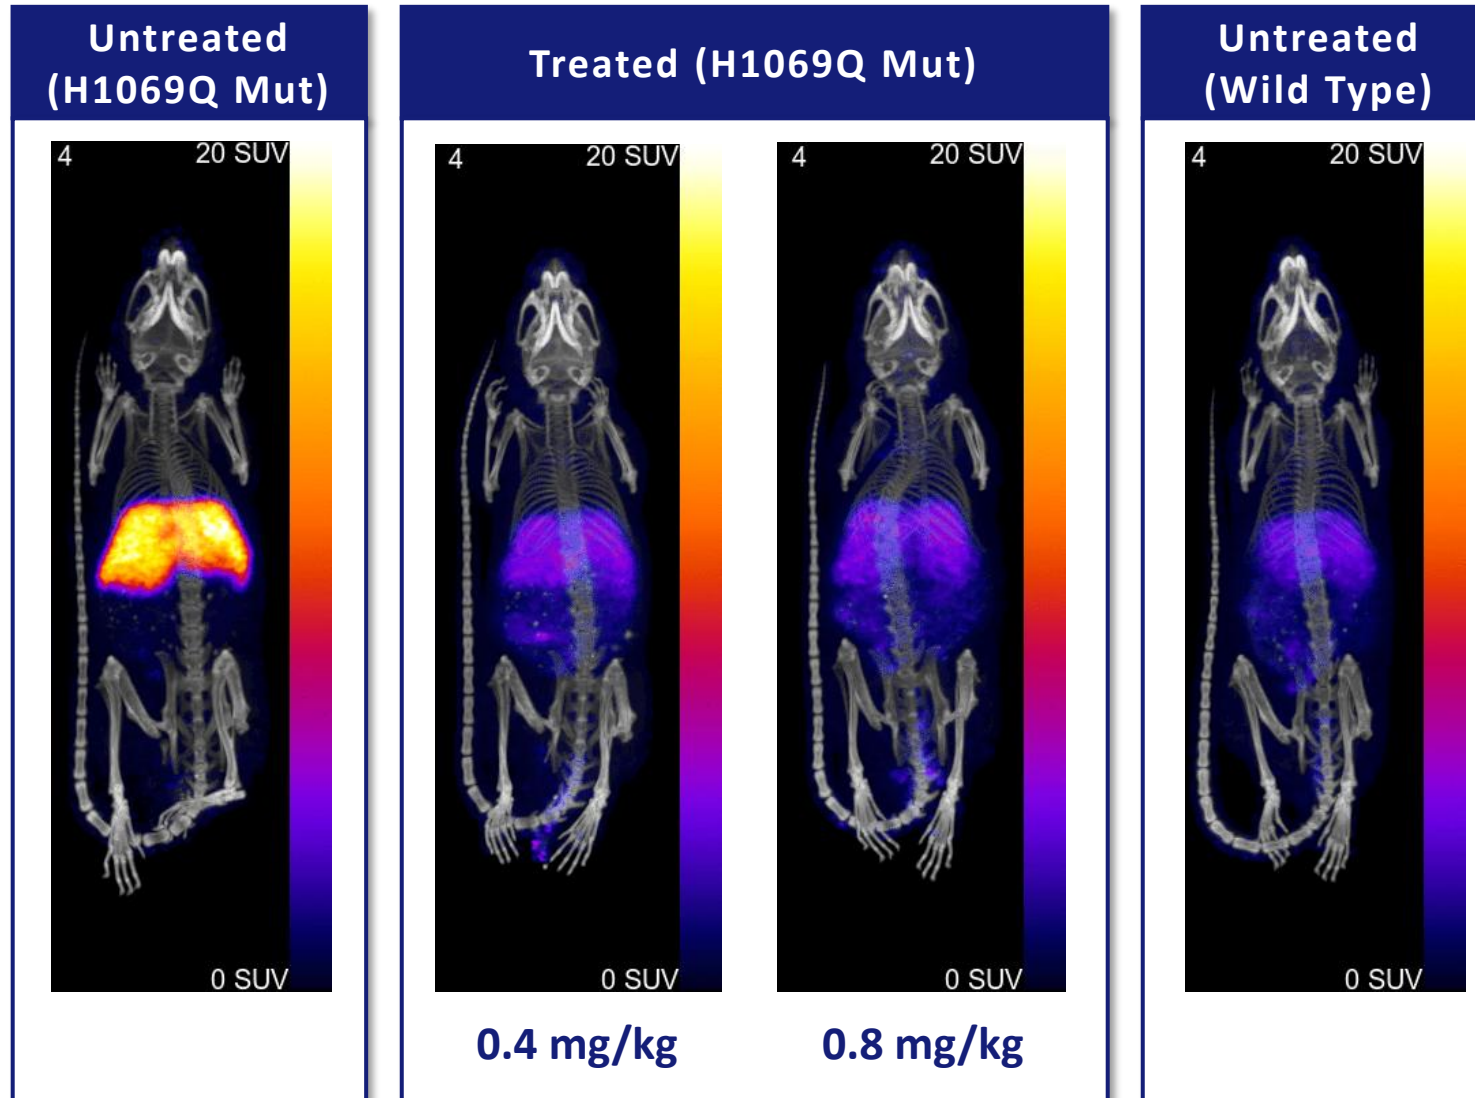 Untreated
(H1069Q Mut)
Treated (H1069Q Mut)
Untreated
(Wild Type)
4 20 SUV
4 20 SUV
4 20 SUV
4 20 SUV
0 SUV
0 SUV
0 SUV
0 SUV
0.4 mg/kg
0.8 mg/kg